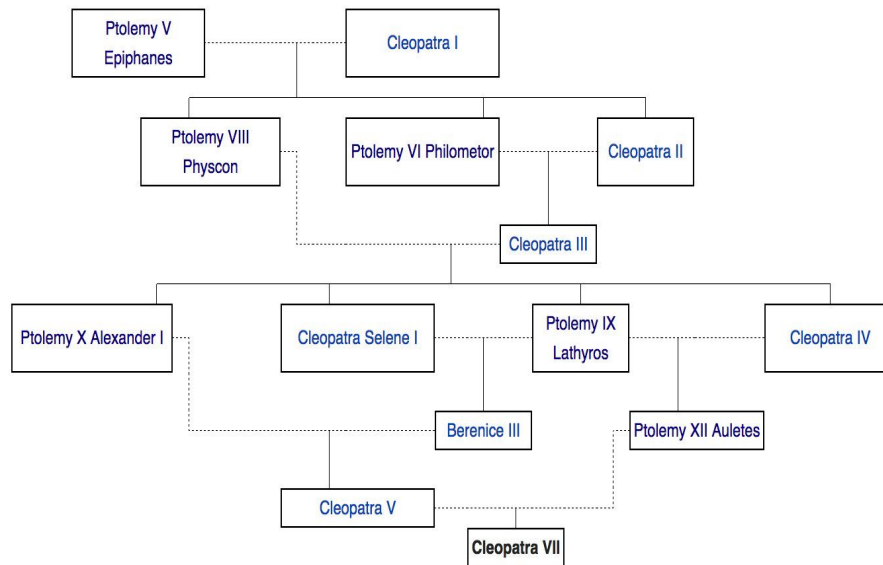 Ptolemy V
Epiphanes
Cleopatra I
Ptolemy VIII
Physcon
Ptolemy VI Philometor
Cleopatra II
Cleopatra III
Ptolemy X Alexander I
Cleopatra Selene I
Ptolemy IX
Lathyros
Cleopatra IV
Berenice III
Ptolemy XII Auletes
Cleopatra V
Cleopatra VII